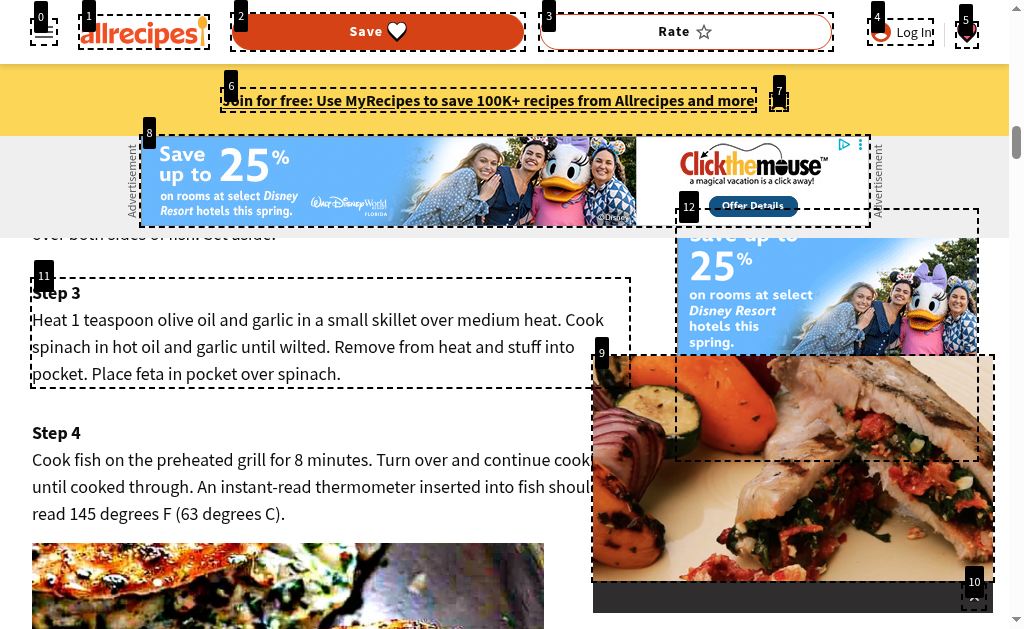 0
1
2
3
4
5
allrecipes
Save
Rate
Log In
6
7
Join for free: Use MyRecipes to save 100K+ recipes from Allrecipes and more
8
Advertisement
Save
up to 25%
on rooms at select Disney
Resort hotels this spring.
Walt Disney World
FLORIDA
©Disney
Clickthemouse™
a magical vacation is a click away!
Offer Details
Advertisement
over both sides of fish. Set aside.
12
save up to
25%
on rooms at select
Disney Resort
hotels this
spring.
11
Step 3
Heat 1 teaspoon olive oil and garlic in a small skillet over medium heat. Cook
spinach in hot oil and garlic until wilted. Remove from heat and stuff into
pocket. Place feta in pocket over spinach.
9
Step 4
Cook fish on the preheated grill for 8 minutes. Turn over and continue cook
until cooked through. An instant-read thermometer inserted into fish shoul
read 145 degrees F (63 degrees C).
10